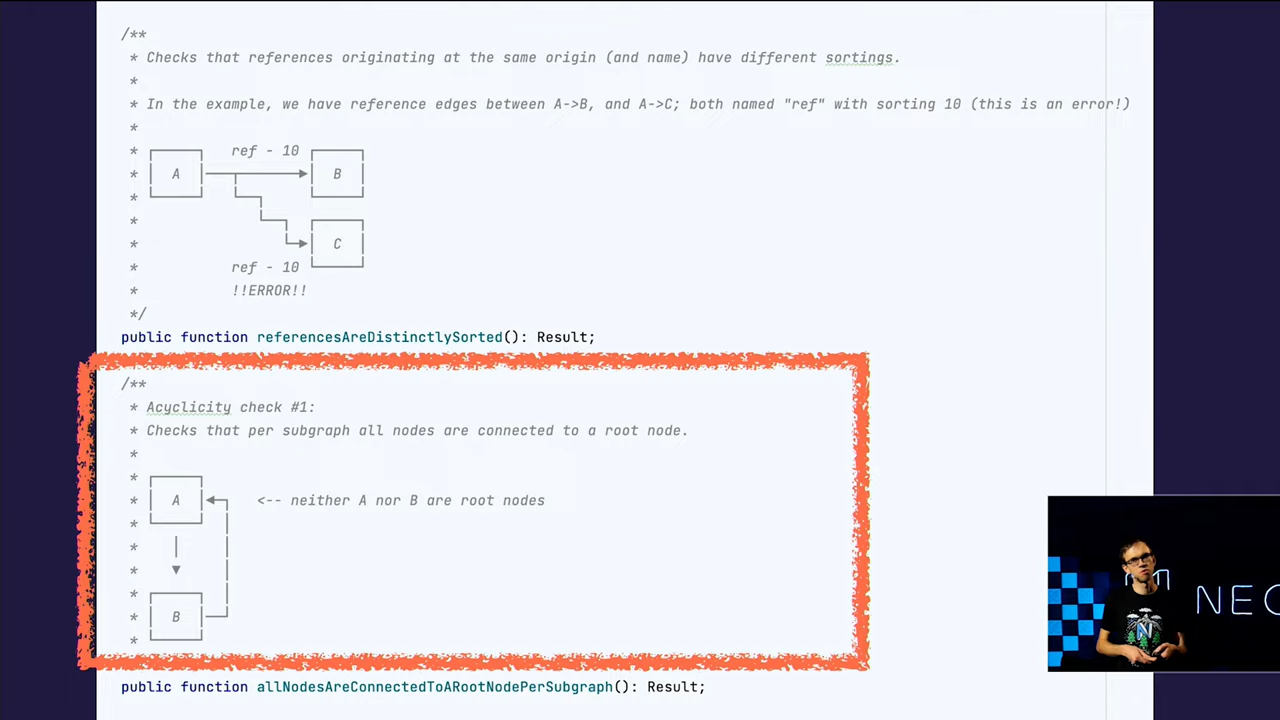 /**
* Checks that references originating at the same origin (and name) have different sortings.
*
* In the example, we have reference edges between A->B, and A->C; both named "ref" with sorting 10 (this is an error!)
*
* ref - 10
* A B
*
*
* C
* ref - 10
* !!ERROR!!
*/
public function referencesAreDistinctlySorted(): Result;
/**
* Acyclicity check #1:
* Checks that per subgraph all nodes are connected to a root node.
*
*
* A <-- neither A nor B are root nodes
*
*
*
*
* B
*
public function allNodesAreConnectedToARootNodePerSubgraph(): Result;
N
NEO